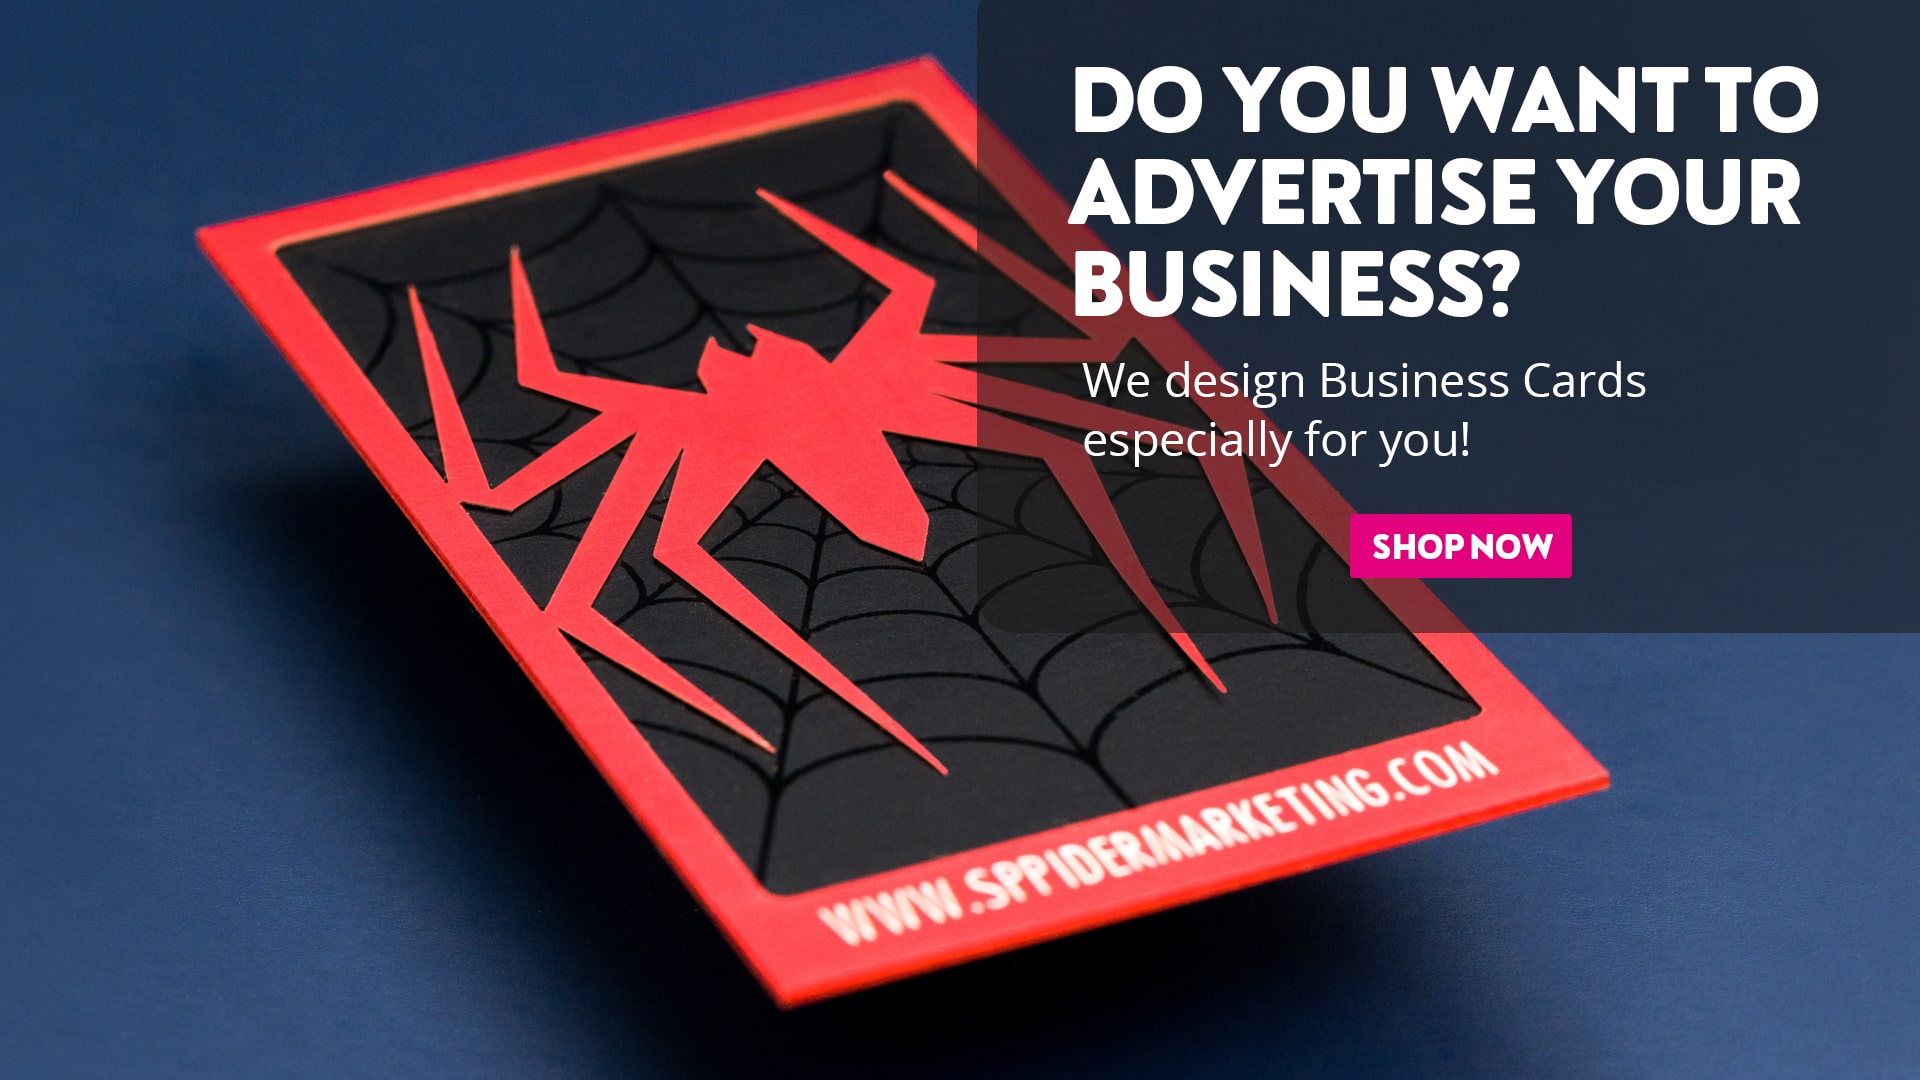 DO YOU WANT TO
ADVERTISE YOUR
BUSINESS?
We design Business Cards
especially for you!
SHOP NOW
WWW.SPPIDERMARKETING.COM